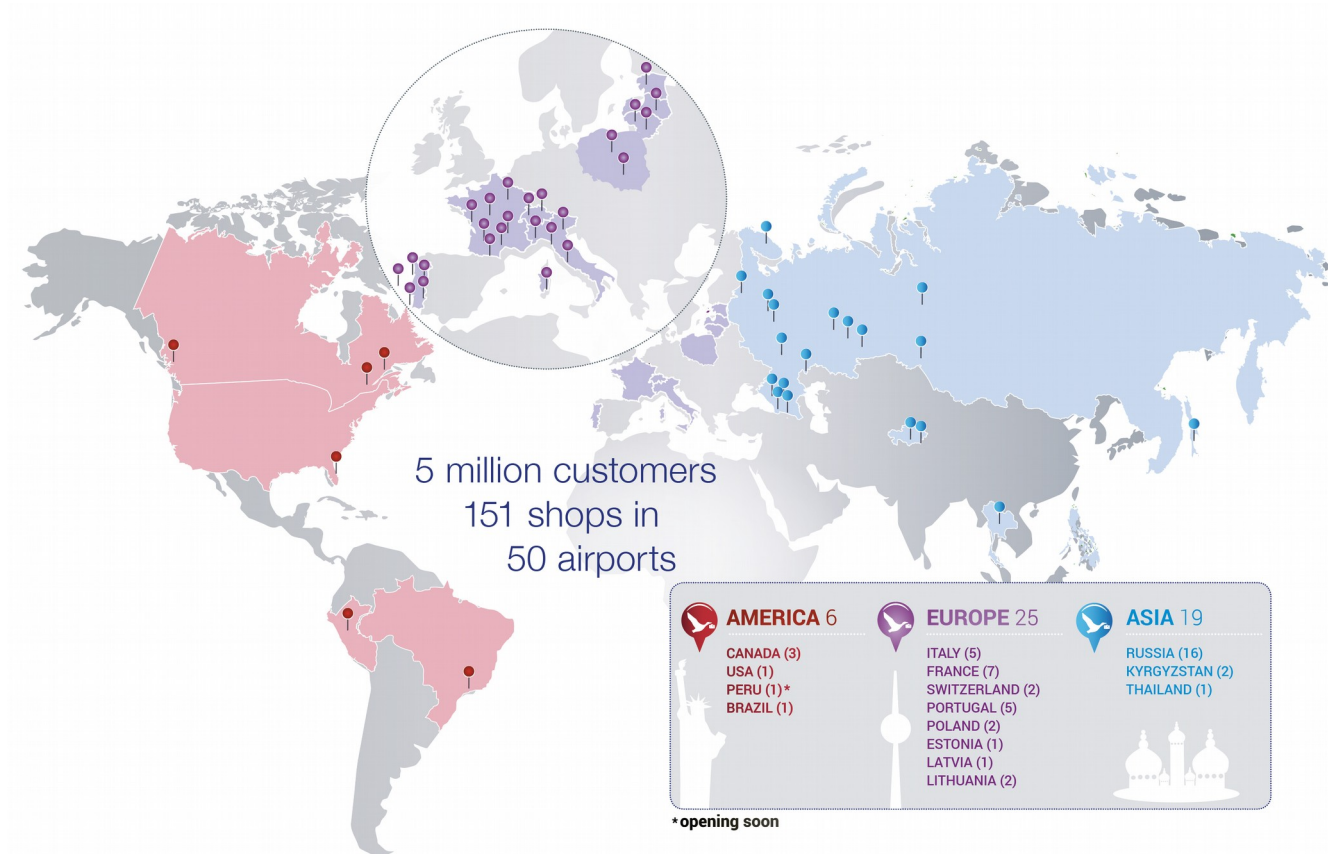 5 million customers
151 shops in
50 airports
AMERICA 6
CANADA (3)
USA (1)
PERU (1)*
BRAZIL (1)
EUROPE 25
ITALY (5)
FRANCE (7)
SWITZERLAND (2)
PORTUGAL (5)
POLAND (2)
ESTONIA (1)
LATVIA (1)
LITHUANIA (2)
ASIA 19
RUSSIA (16)
KYRGYZSTAN (2)
THAILAND (1)
*opening soon